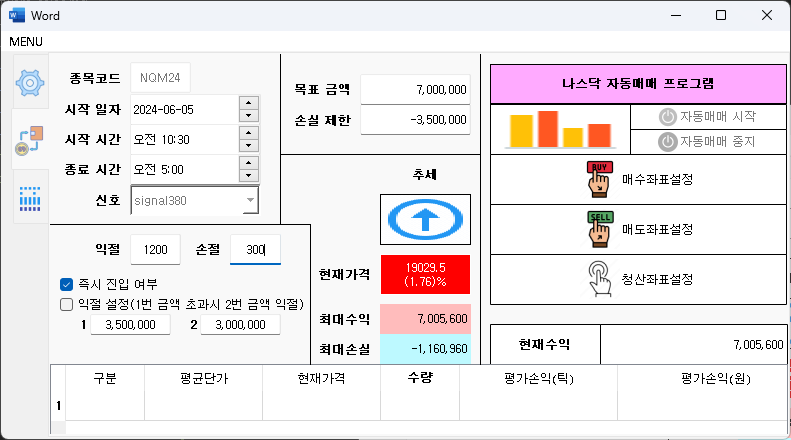 Word
MENU
종목코드 NQM24
시작 일자 2024-06-05
시작 시간 오전 10:30
종료 시간 오전 5:00
신호 signal380
목표 금액 7,000,000
손실 제한 -3,500,000
추세
익절 1200 손절 300
즉시 진입 여부
익절 설정(1번 금액 초과시 2번 금액 익절)
1 3,500,000 2 3,000,000
현재가격 19029.5
(1.76)%
최대수익 7,005,600
최대손실 -1,160,960
나스닥 자동매매 프로그램
자동매매 시작
자동매매 중지
BUY 매수좌표설정
SELL 매도좌표설정
청산좌표설정
현재수익 7,005,600
구분 평균단가 현재가격 수량 평가손익(틱) 평가손익(원)
1